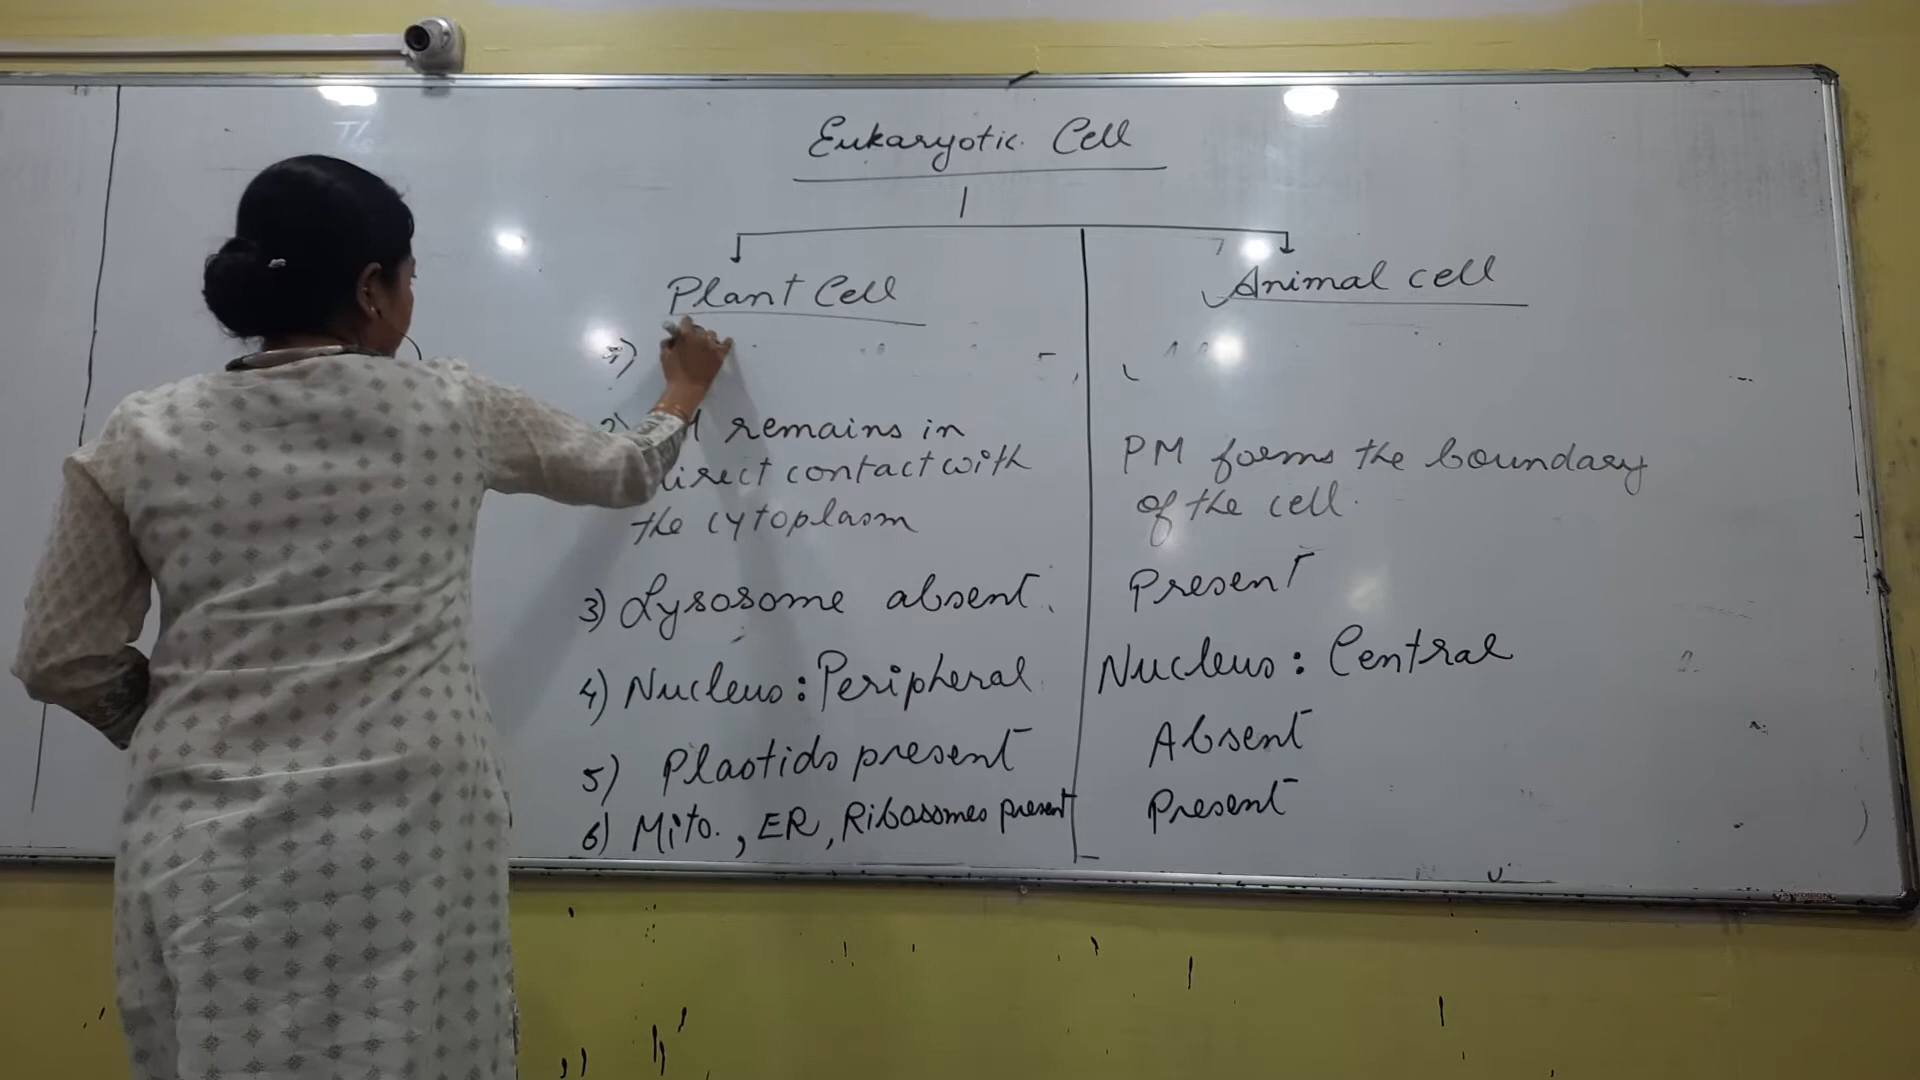 Eukaryotic Cell
Plant Cell
Animal cell
1)
2) remains in
direct contact with
the cytoplasm
PM forms the boundary
of the cell.
3) Lysosome absent.
Present
4) Nucleus : Peripheral
Nucleus : Central
5) Plastids present
Absent
6) Mito., ER, Ribosomes present
Present